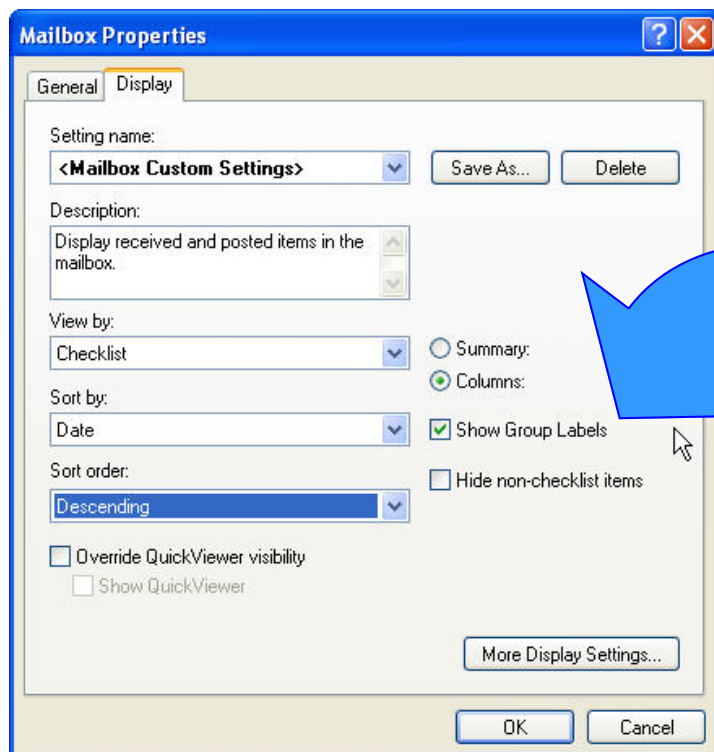 Mailbox Properties
General
Display
Setting name:
<Mailbox Custom Settings>
Save As...
Delete
Description:
Display received and posted items in the
mailbox.
View by:
Checklist
Summary:
Columns:
Sort by:
Date
Show Group Labels
Sort order:
Hide non-checklist items
Descending
Override QuickViewer visibility
Show QuickViewer
More Display Settings...
OK
Cancel